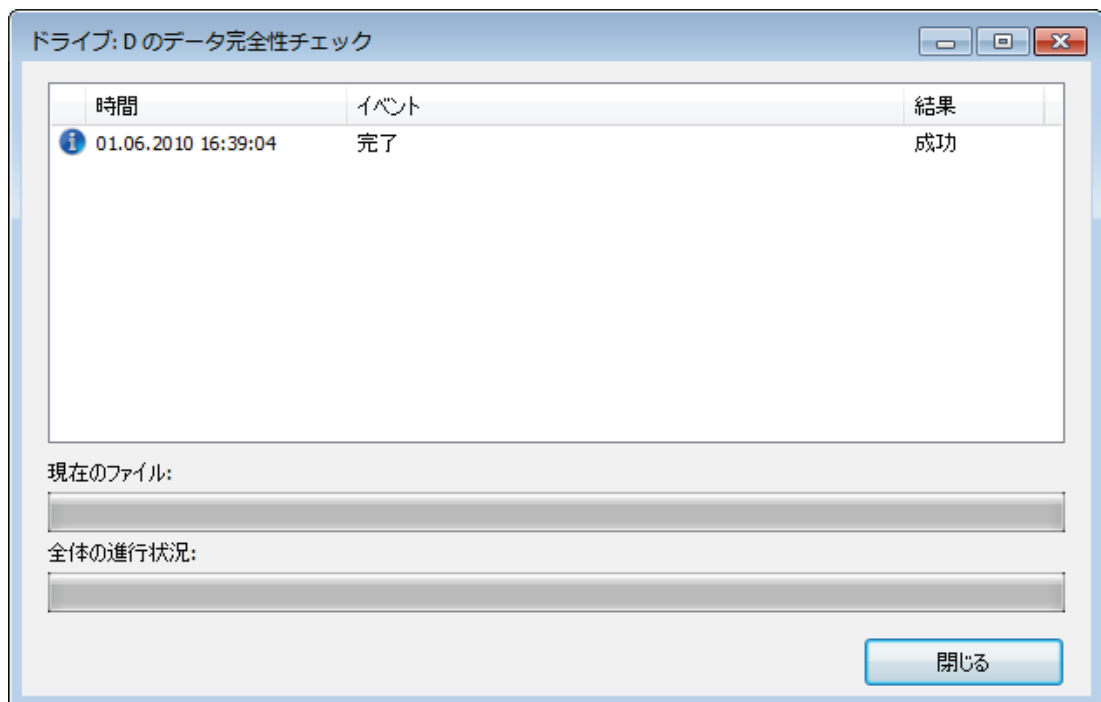 ドライブ: D のデータ完全性チェック
時間 イベント 結果
01.06.2010 16:39:04 完了 成功
現在のファイル:
全体の進行状況:
閉じる